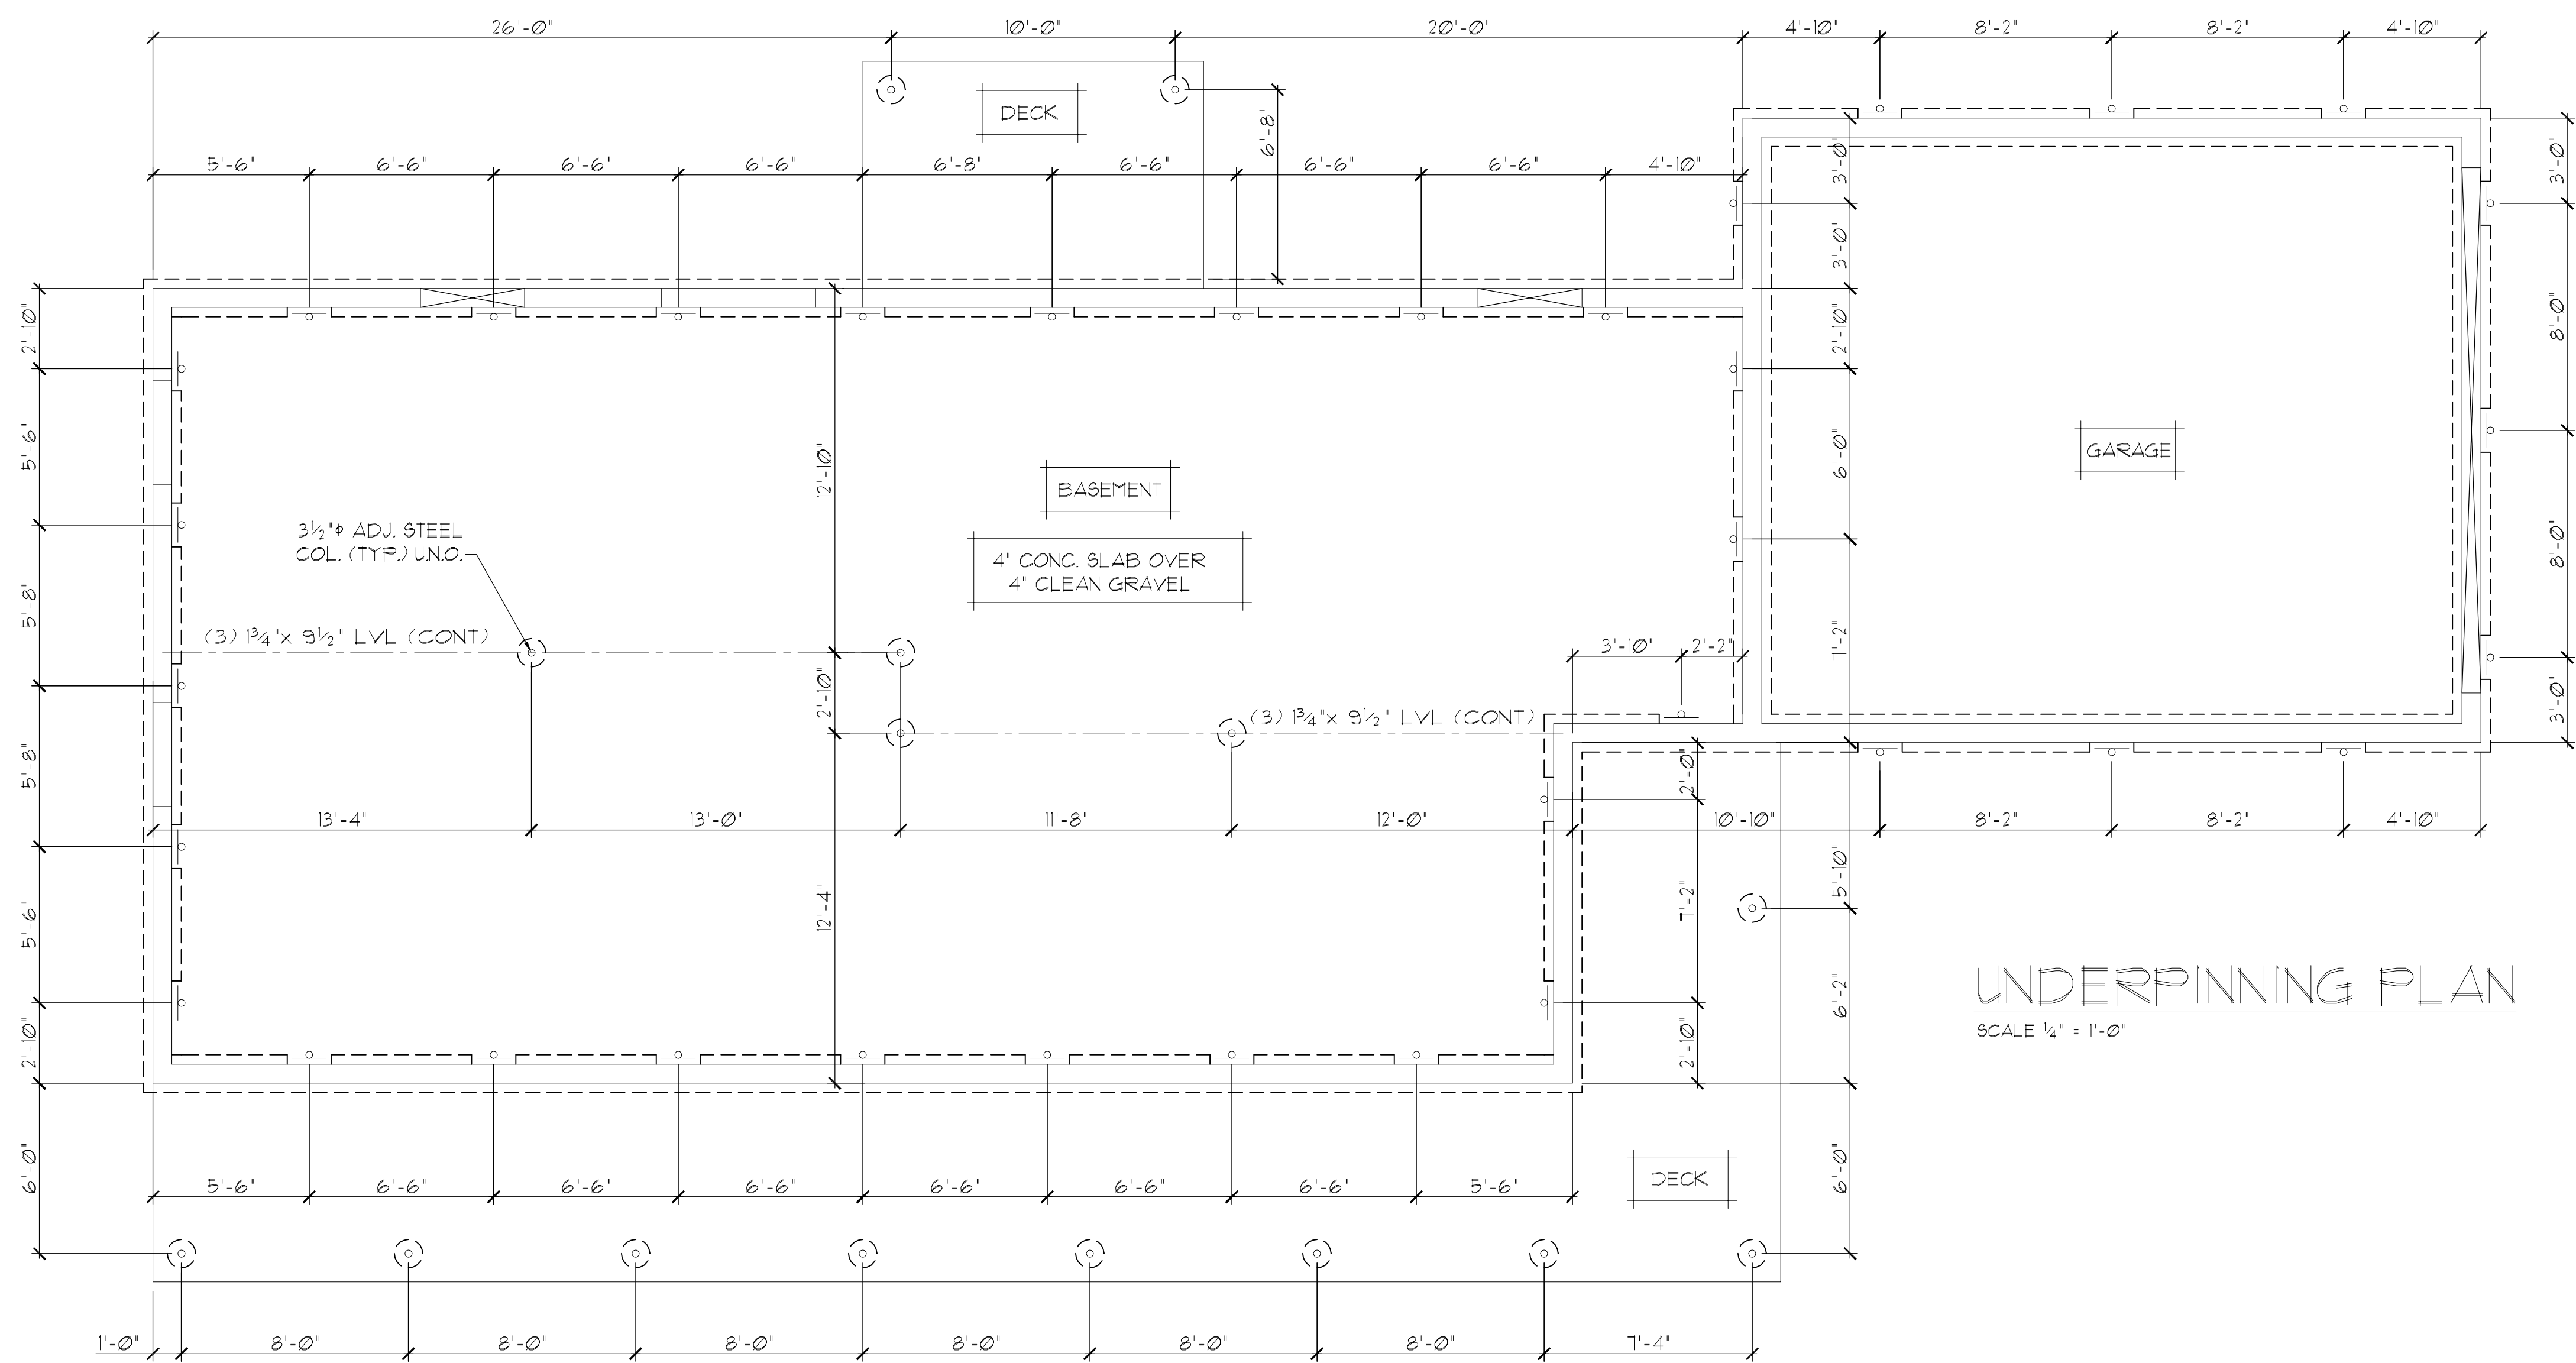 26'-0" 10'-0" 20'-0" 4'-10" 8'-2" 8'-2" 4'-10"
DECK
6'-8"
5'-6" 6'-6" 6'-6" 6'-6" 6'-8" 6'-6" 6'-6" 6'-6" 4'-10"
3'-0"
3'-0"
3'-0"
2'-10"
2'-10"
8'-0"
5'-6"
12'-10"
6'-0"
GARAGE
BASEMENT
3½"φ ADJ. STEEL
COL. (TYP.) U.N.O.
4" CONC. SLAB OVER
4" CLEAN GRAVEL
8'-0"
5'-8"
(3) 1¾"x 9½" LVL (CONT)
3'-10" 2'-2"
7'-2"
2'-10"
(3) 1¾"x 9½" LVL (CONT)
3'-0"
5'-8"
2'-0"
13'-4" 13'-0" 11'-8" 12'-0" 10'-10" 8'-2" 8'-2" 4'-10"
5'-10"
12'-4"
7'-2"
5'-6"
6'-2"
UNDERPINNING PLAN
SCALE ¼" = 1'-0"
2'-10"
2'-10"
6'-0"
6'-0"
DECK
5'-6" 6'-6" 6'-6" 6'-6" 6'-6" 6'-6" 6'-6" 5'-6"
1'-0" 8'-0" 8'-0" 8'-0" 8'-0" 8'-0" 8'-0" 7'-4"